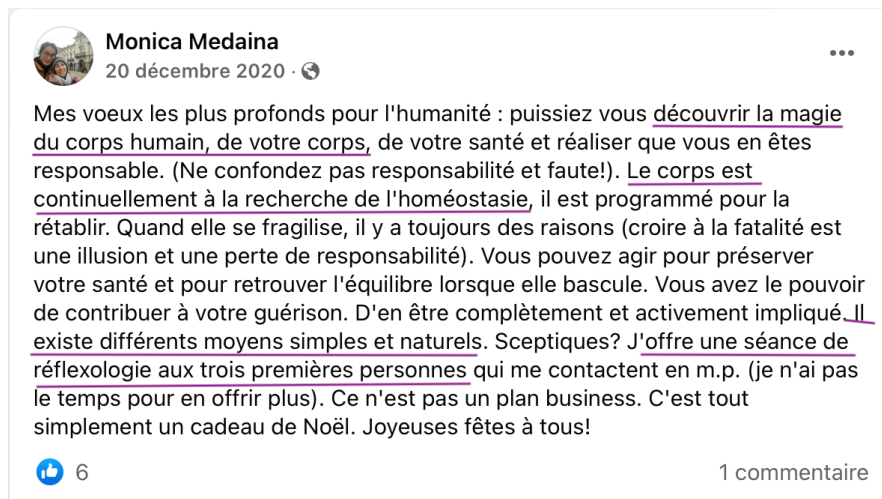 Monica Medaina
20 décembre 2020 ·
Mes voeux les plus profonds pour l'humanité : puissiez vous découvrir la magie
du corps humain, de votre corps, de votre santé et réaliser que vous en êtes
responsable. (Ne confondez pas responsabilité et faute!). Le corps est
continuellement à la recherche de l'homéostasie, il est programmé pour la
rétablir. Quand elle se fragilise, il y a toujours des raisons (croire à la fatalité est
une illusion et une perte de responsabilité). Vous pouvez agir pour préserver
votre santé et pour retrouver l'équilibre lorsque elle bascule. Vous avez le pouvoir
de contribuer à votre guérison. D'en être complètement et activement impliqué. Il
existe différents moyens simples et naturels. Sceptiques? J'offre une séance de
réflexologie aux trois premières personnes qui me contactent en m.p. (je n'ai pas
le temps pour en offrir plus). Ce n'est pas un plan business. C'est tout
simplement un cadeau de Noël. Joyeuses fêtes à tous!
6 1 commentaire